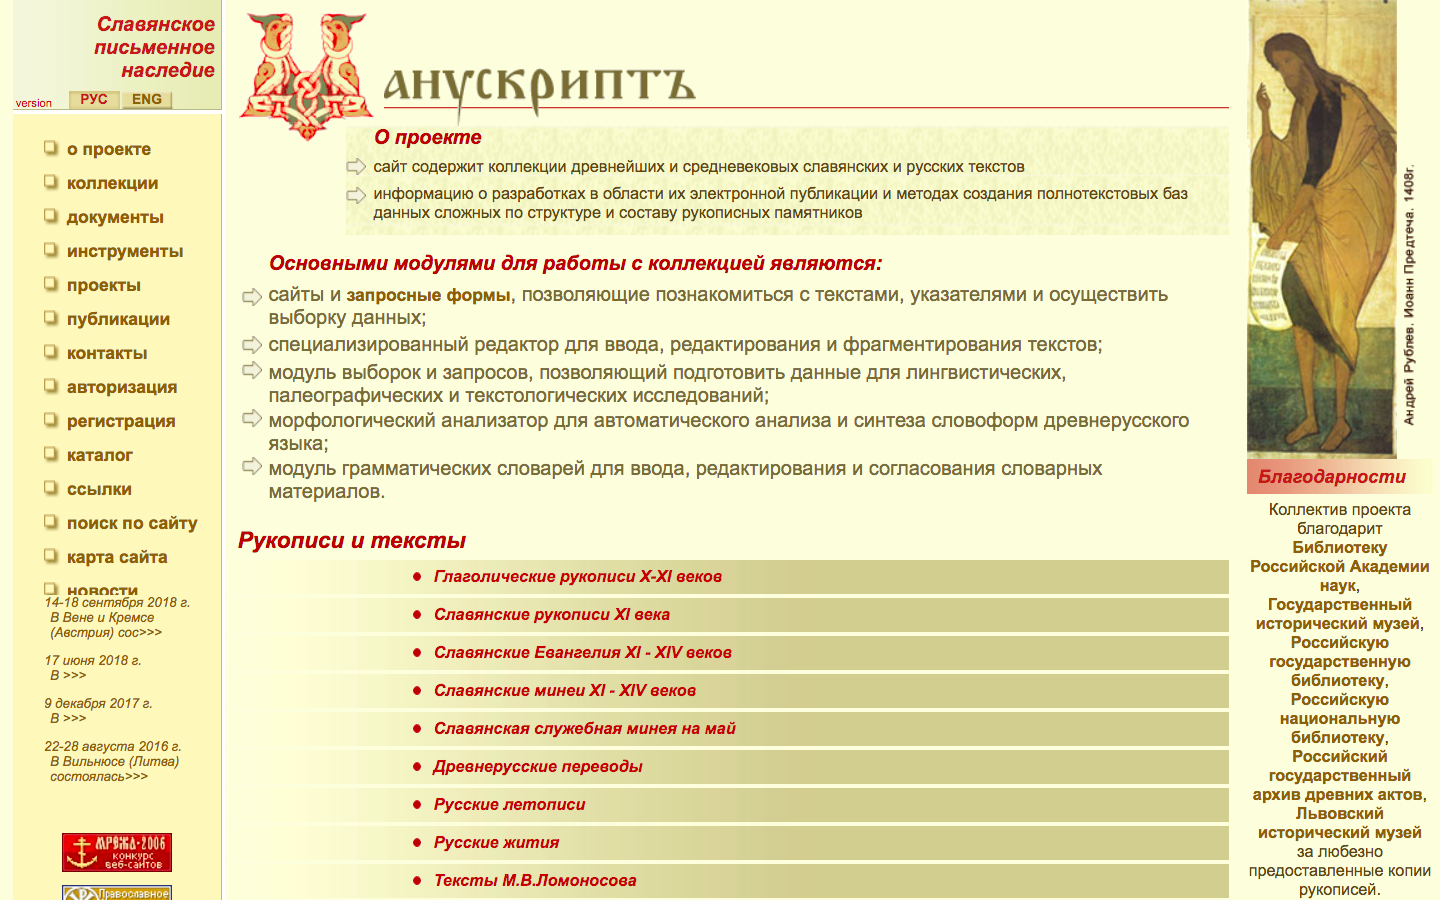 Славянское
письменное
наследие
version
РУС
ENG
о проекте
коллекции
документы
инструменты
проекты
публикации
контакты
авторизация
регистрация
каталог
ссылки
поиск по сайту
карта сайта
новости
14-18 сентября 2018 г.
В Вене и Кремсе
(Австрия) сос>>>
17 июня 2018 г.
В >>>
9 декабря 2017 г.
В >>>
22-28 августа 2016 г.
В Вильнюсе (Литва)
состоялась>>>
МРЕЖА-2006
конкурс
веб-сайтов
Православное
Манускриптъ
О проекте
сайт содержит коллекции древнейших и средневековых славянских и русских текстов
информацию о разработках в области их электронной публикации и методах создания полнотекстовых баз
данных сложных по структуре и составу рукописных памятников
Основными модулями для работы с коллекцией являются:
сайты и запросные формы, позволяющие познакомиться с текстами, указателями и осуществить
выборку данных;
специализированный редактор для ввода, редактирования и фрагментирования текстов;
модуль выборок и запросов, позволяющий подготовить данные для лингвистических,
палеографических и текстологических исследований;
морфологический анализатор для автоматического анализа и синтеза словоформ древнерусского
языка;
модуль грамматических словарей для ввода, редактирования и согласования словарных
материалов.
Рукописи и тексты
Глаголические рукописи X-XI веков
Славянские рукописи XI века
Славянские Евангелия XI - XIV веков
Славянские минеи XI - XIV веков
Славянская служебная минея на май
Древнерусские переводы
Русские летописи
Русские жития
Тексты М.В.Ломоносова
Андрей Рублев. Иоанн Предтеча. 1408г.
Благодарности
Коллектив проекта
благодарит
Библиотеку
Российской Академии
наук,
Государственный
исторический музей,
Российскую
государственную
библиотеку,
Российскую
национальную
библиотеку,
Российский
государственный
архив древних актов,
Львовский
исторический музей
за любезно
предоставленные копии
рукописей.